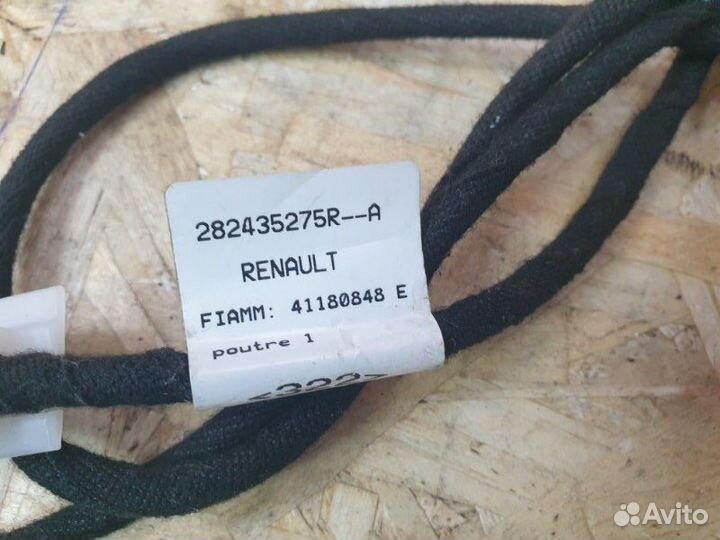 282435275R--A
RENAULT
FIAMM: 41180848 E
poutre 1
Avito